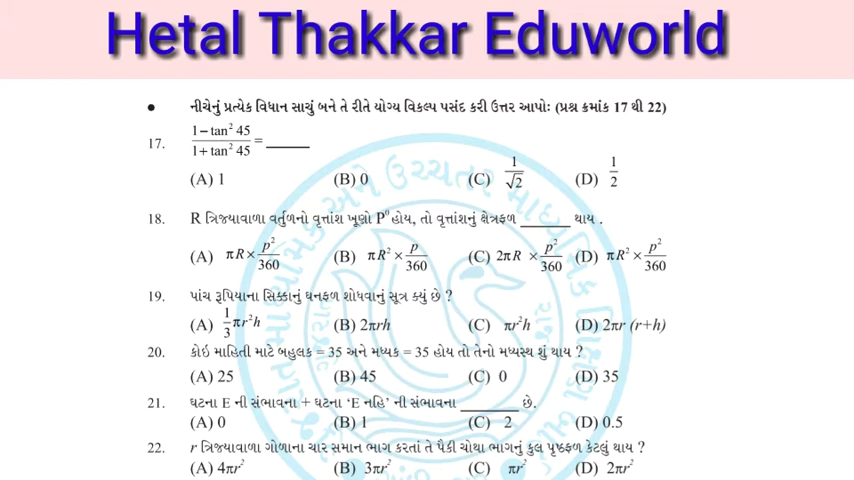 Hetal Thakkar Eduworld
• નીચેનું પ્રત્યેક વિધાન સાચું બને તે રીતે યોગ્ય વિકલ્પ પસંદ કરી ઉત્તર આપોઃ (પ્રશ્ન ક્રમાંક 17 થી 22)
17. (1 − tan² 45)/(1 + tan² 45) = ______
(A) 1 (B) 0 (C) 1/√2 (D) 1/2
18. R ત્રિજ્યાવાળા વર્તુળનો વૃત્તાંશ ખૂણો P⁰ હોય, તો વૃત્તાંશનું ક્ષેત્રફળ ______ થાય .
(A) πR × p²/360 (B) πR² × p/360 (C) 2πR × p²/360 (D) πR² × p²/360
19. પાંચ રૂપિયાના સિક્કાનું ઘનફળ શોધવાનું સૂત્ર ક્યું છે ?
(A) 1/3 πr²h (B) 2πrh (C) πr²h (D) 2πr (r+h)
20. કોઇ માહિતી માટે બહુલક = 35 અને મધ્યક = 35 હોય તો તેનો મધ્યસ્થ શું થાય ?
(A) 25 (B) 45 (C) 0 (D) 35
21. ઘટના E ની સંભાવના + ઘટના ‘E નહિ’ ની સંભાવના ______ છે.
(A) 0 (B) 1 (C) 2 (D) 0.5
22. r ત્રિજ્યાવાળા ગોળાના ચાર સમાન ભાગ કરતાં તે પૈકી ચોથા ભાગનું કુલ પૃષ્ઠફળ કેટલું થાય ?
(A) 4πr² (B) 3πr² (C) πr² (D) 2πr²